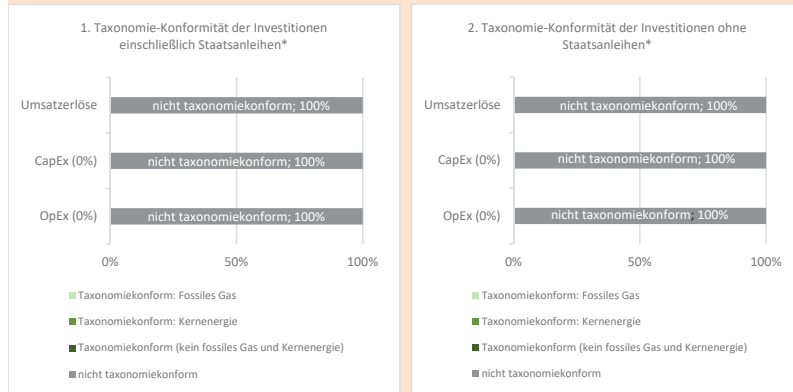 1. Taxonomie-Konformität der Investitionen
einschließlich Staatsanleihen*
Umsatzerlöse
nicht taxonomiekonform; 100%
CapEx (0%)
nicht taxonomiekonform; 100%
OpEx (0%)
nicht taxonomiekonform; 100%
0%
50%
100%
Taxonomiekonform: Fossiles Gas
Taxonomiekonform: Kernenergie
Taxonomiekonform (kein fossiles Gas und Kernenergie)
nicht taxonomiekonform
2. Taxonomie-Konformität der Investitionen ohne
Staatsanleihen*
Umsatzerlöse
nicht taxonomiekonform; 100%
CapEx (0%)
nicht taxonomiekonform; 100%
OpEx (0%)
nicht taxonomiekonform; 100%
0%
50%
100%
Taxonomiekonform: Fossiles Gas
Taxonomiekonform: Kernenergie
Taxonomiekonform (kein fossiles Gas und Kernenergie)
nicht taxonomiekonform